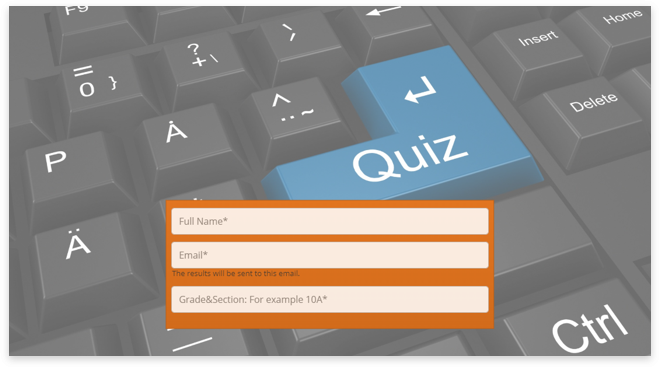 F9
Home
Insert
=
0 }
?
+ \
Delete
^
¨ ~
P
Å
Quiz
Full Name*
Ä
Email*
The results will be sent to this email.
Grade&Section: For example 10A*
Ctrl